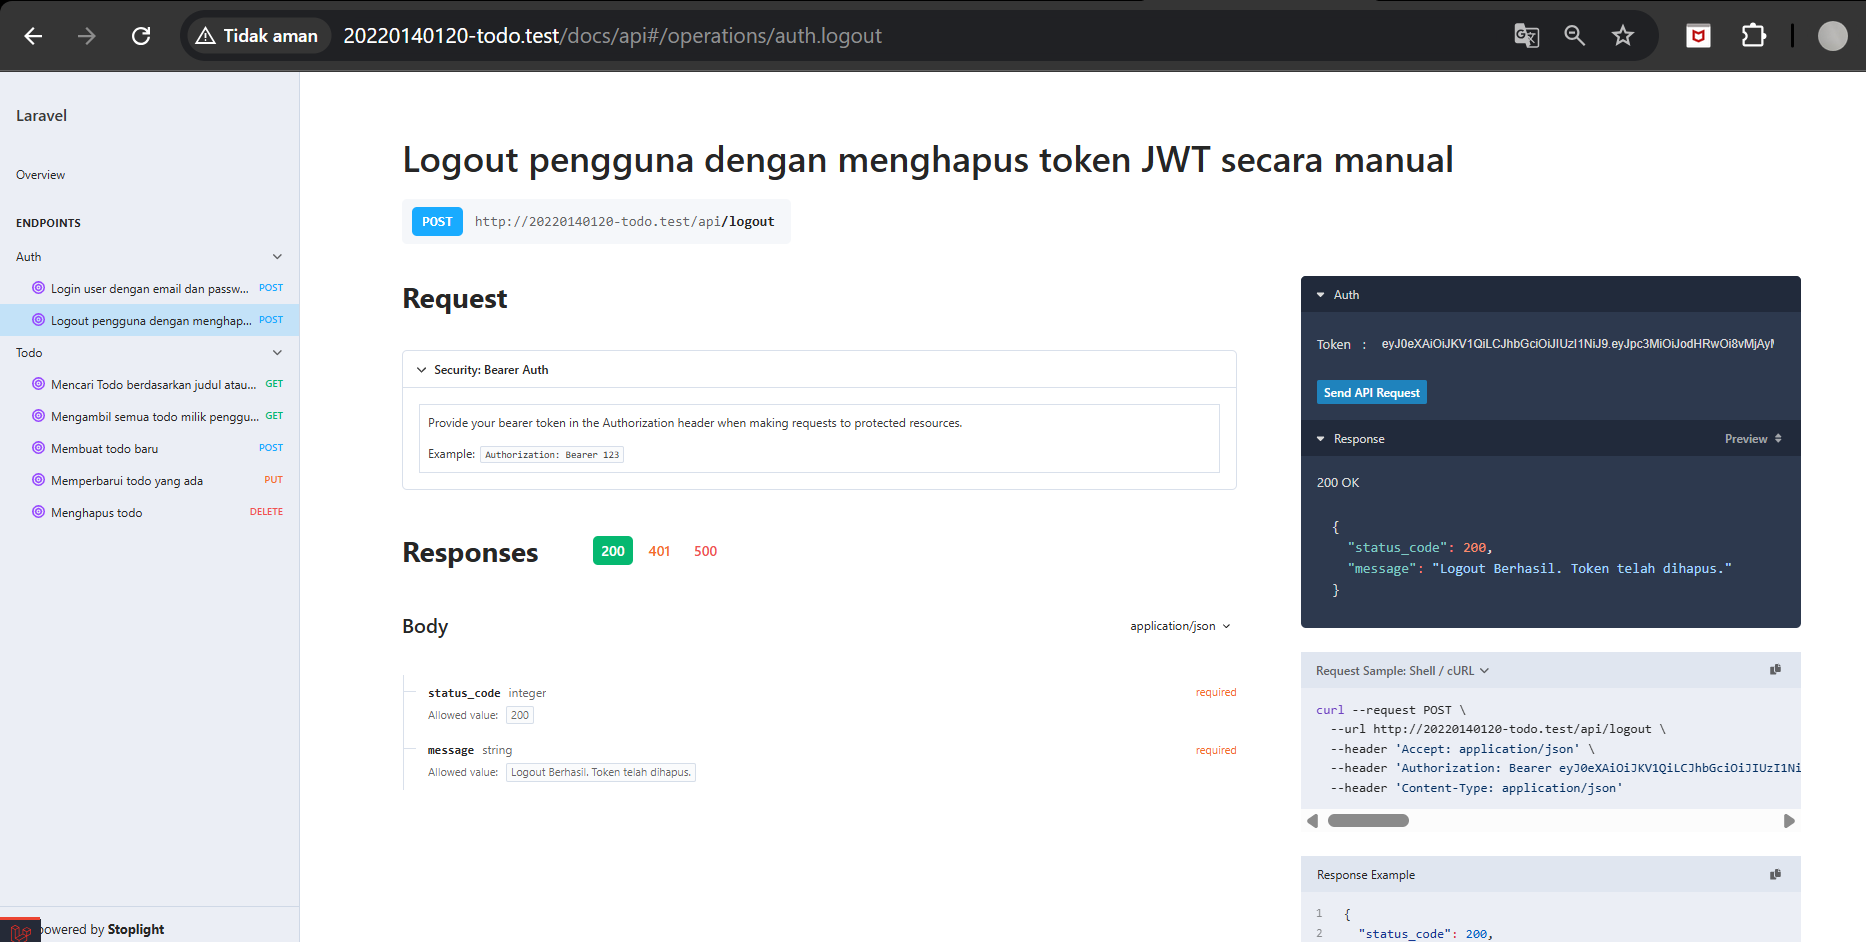 Tidak aman
20220140120-todo.test/docs/api#/operations/auth.logout
Laravel
Overview
ENDPOINTS
Auth
Login user dengan email dan passw... POST
Logout pengguna dengan menghap... POST
Todo
Mencari Todo berdasarkan judul atau... GET
Mengambil semua todo milik penggu... GET
Membuat todo baru POST
Memperbarui todo yang ada PUT
Menghapus todo DELETE
powered by Stoplight
Logout pengguna dengan menghapus token JWT secara manual
POST http://20220140120-todo.test/api/logout
Request
Security: Bearer Auth
Provide your bearer token in the Authorization header when making requests to protected resources.
Example: Authorization: Bearer 123
Responses 200 401 500
Body application/json
status_code integer required
Allowed value: 200
message string required
Allowed value: Logout Berhasil. Token telah dihapus.
Auth
Token : eyJ0eXAiOiJKV1QiLCJhbGciOiJIUzI1NiJ9.eyJpc3MiOiJodHRwOi8vMjAyM
Send API Request
Response Preview
200 OK
{
"status_code": 200,
"message": "Logout Berhasil. Token telah dihapus."
}
Request Sample: Shell / cURL
curl --request POST \
--url http://20220140120-todo.test/api/logout \
--header 'Accept: application/json' \
--header 'Authorization: Bearer eyJ0eXAiOiJKV1QiLCJhbGciOiJIUzI1Ni
--header 'Content-Type: application/json'
Response Example
1 {
2 "status_code": 200,